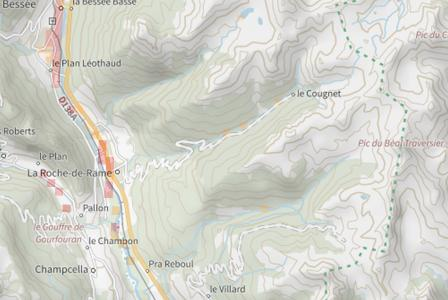 la Bessée Basse
Bessée
le Plan Léothaud
Pic du C
D138A
le Cougnet
s Roberts
Pic du Béal Traversier
le Plan
La Roche-de-Rame
Pallon
le Gouffre de
Gourfouran
le Chambon
Champcella
Pra Reboul
le Villard